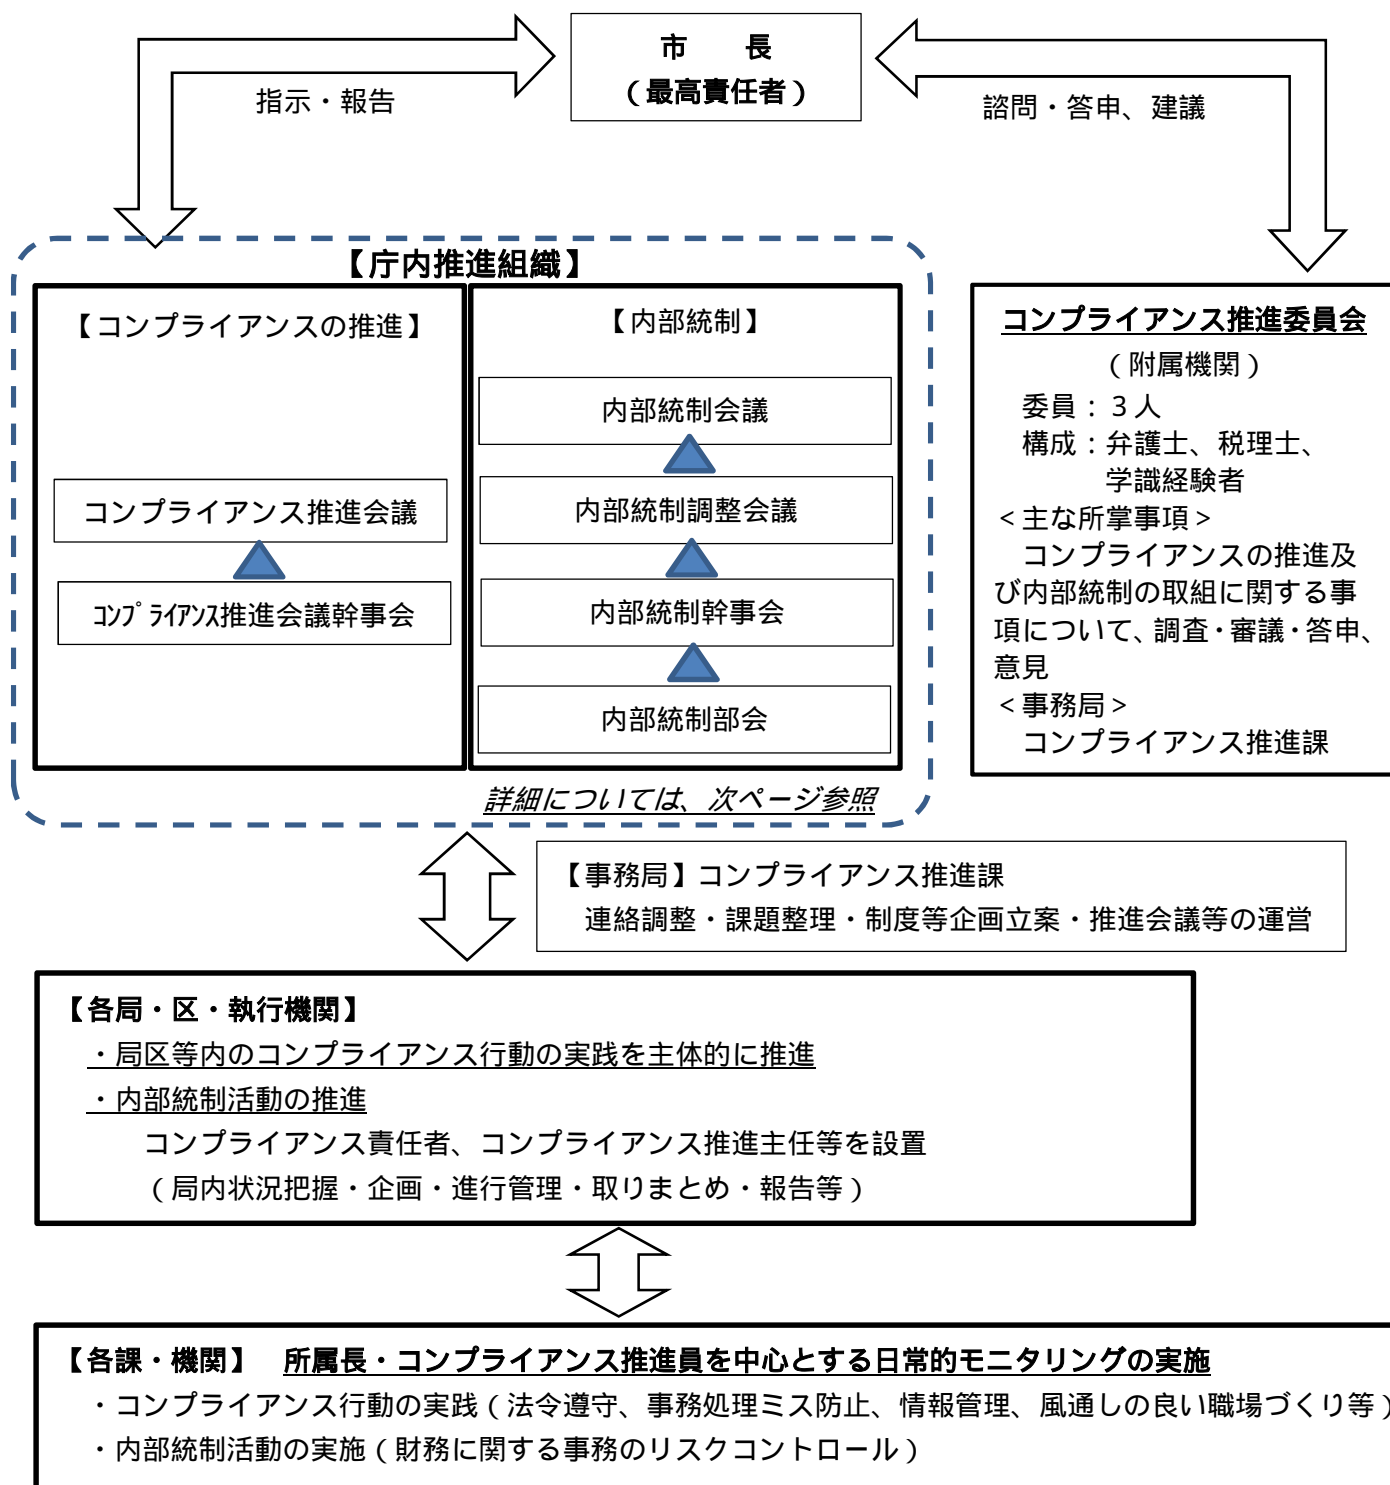 市　　長
（最高責任者）
指示・報告
諮問・答申、建議
【庁内推進組織】
【コンプライアンスの推進】
コンプライアンス推進会議
ｺﾝﾌﾟﾗｲｱﾝｽ推進会議幹事会
【内部統制】
内部統制会議
内部統制調整会議
内部統制幹事会
内部統制部会
詳細については、次ページ参照
コンプライアンス推進委員会
（附属機関）
委員：３人
構成：弁護士、税理士、
学識経験者
＜主な所掌事項＞
コンプライアンスの推進及
び内部統制の取組に関する事
項について、調査・審議・答申、
意見
＜事務局＞
コンプライアンス推進課
【事務局】コンプライアンス推進課
連絡調整・課題整理・制度等企画立案・推進会議等の運営
【各局・区・執行機関】
・局区等内のコンプライアンス行動の実践を主体的に推進
・内部統制活動の推進
コンプライアンス責任者、コンプライアンス推進主任等を設置
（局内状況把握・企画・進行管理・取りまとめ・報告等）
【各課・機関】　所属長・コンプライアンス推進員を中心とする日常的モニタリングの実施
・コンプライアンス行動の実践（法令遵守、事務処理ミス防止、情報管理、風通しの良い職場づくり等）
・内部統制活動の実施（財務に関する事務のリスクコントロール）